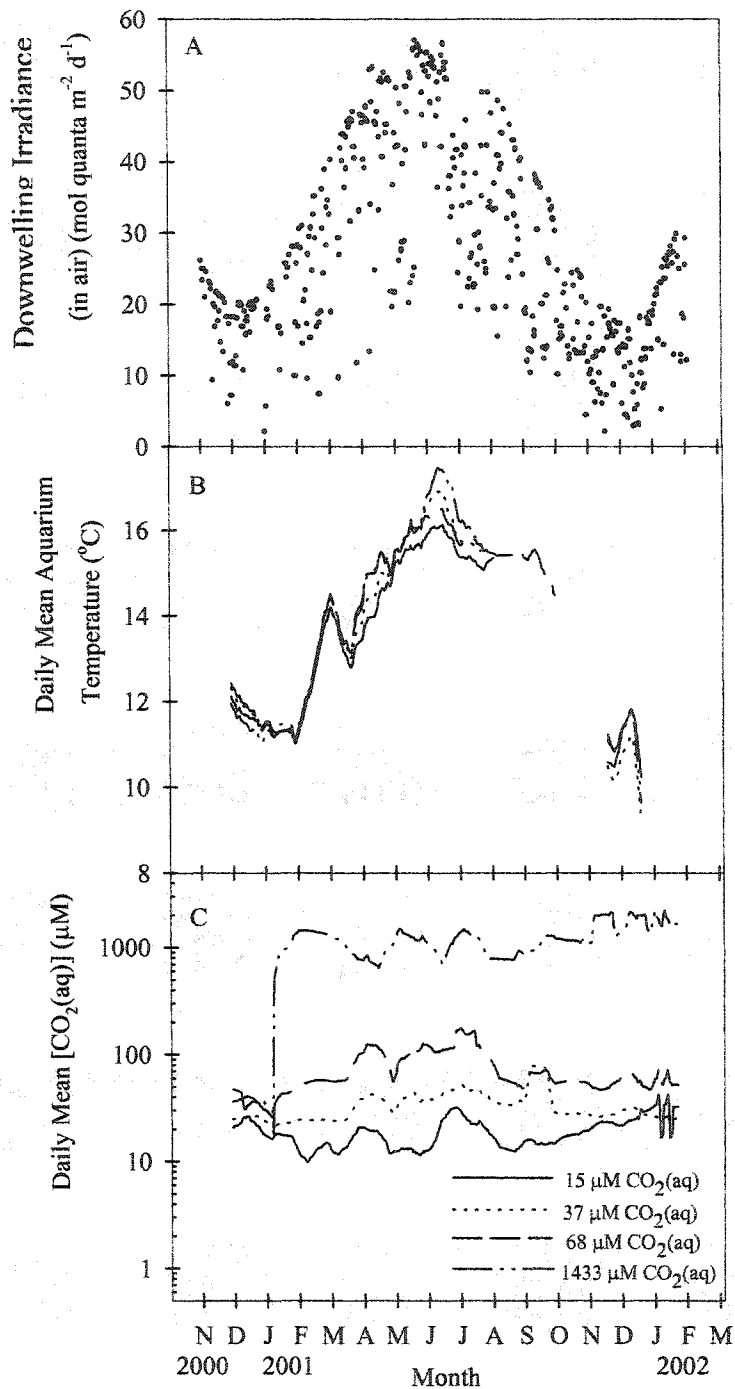 A
Downwelling Irradiance
(in air) (mol quanta m⁻² d⁻¹)
60
50
40
30
20
10
0
B
Daily Mean Aquarium
Temperature (°C)
16
14
12
10
8
C
Daily Mean [CO₂(aq)] (μM)
1000
100
10
1
15 μM CO₂(aq)
37 μM CO₂(aq)
68 μM CO₂(aq)
1433 μM CO₂(aq)
N D J F M A M J J A S O N D J F M
2000 2001 Month 2002